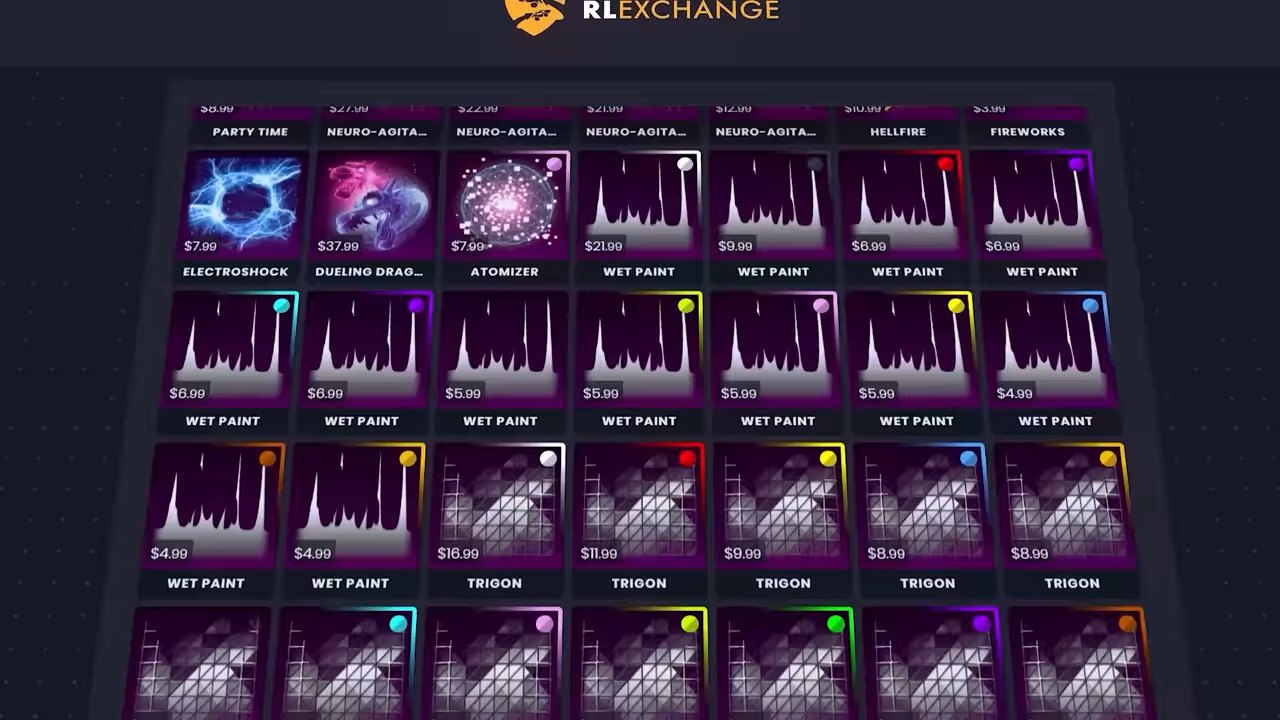 RLEXCHANGE
$8.99 $27.99 $22.99 $21.99 $12.99 $10.99 $3.99
PARTY TIME NEURO-AGITA... NEURO-AGITA... NEURO-AGITA... NEURO-AGITA... HELLFIRE FIREWORKS
$7.99 $37.99 $7.99 $21.99 $9.99 $6.99 $6.99
ELECTROSHOCK DUELING DRAG... ATOMIZER WET PAINT WET PAINT WET PAINT WET PAINT
$6.99 $6.99 $5.99 $5.99 $5.99 $5.99 $4.99
WET PAINT WET PAINT WET PAINT WET PAINT WET PAINT WET PAINT WET PAINT
$4.99 $4.99 $16.99 $11.99 $9.99 $8.99 $8.99
WET PAINT WET PAINT TRIGON TRIGON TRIGON TRIGON TRIGON